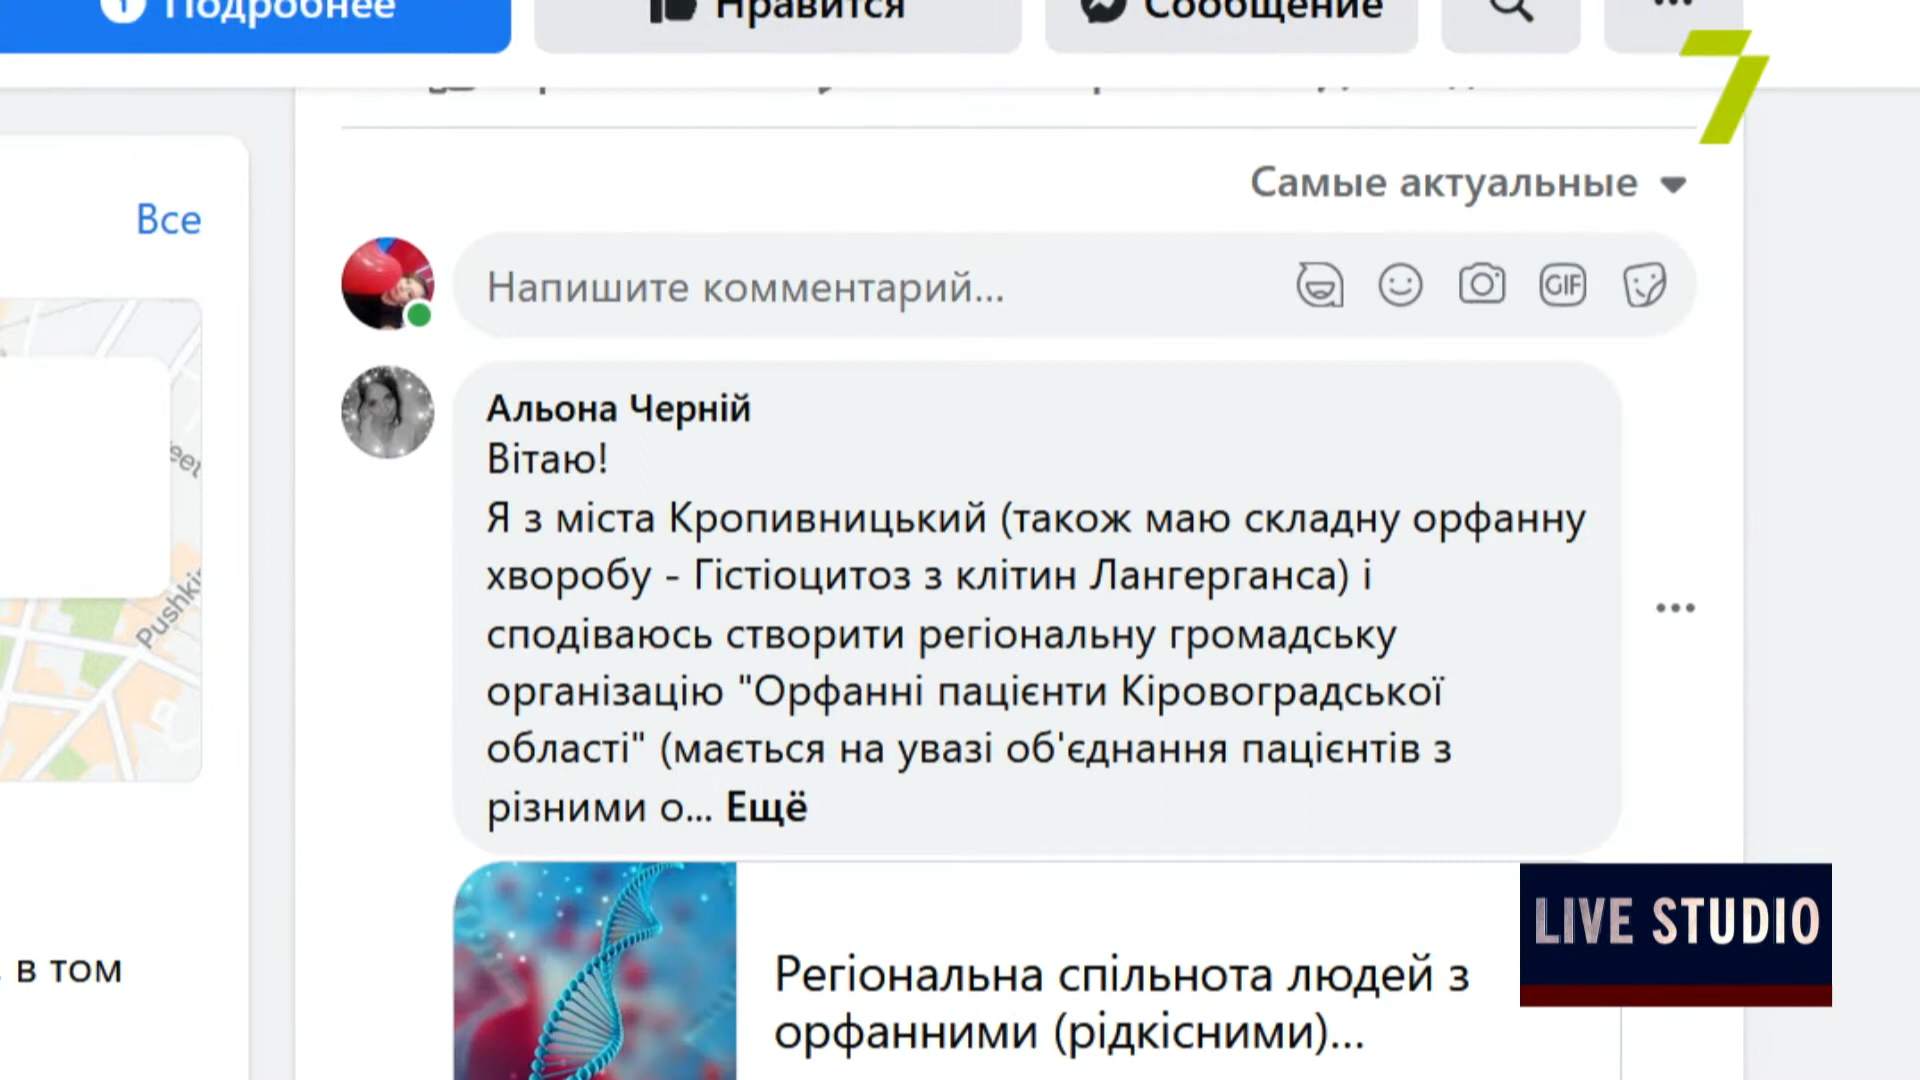 Подробнее
Нравится
Сообщение
7
Самые актуальные
Все
Напишите комментарий...
GIF
Альона Черній
Вітаю!
Я з міста Кропивницький (також маю складну орфанну
хворобу - Гістіоцитоз з клітин Лангерганса) і
сподіваюсь створити регіональну громадську
організацію "Орфанні пацієнти Кіровоградської
області" (мається на увазі об'єднання пацієнтів з
різними о... Ещё
Pushki
LIVE STUDIO
в том
Регіональна спільнота людей з
орфанними (рідкісними)...